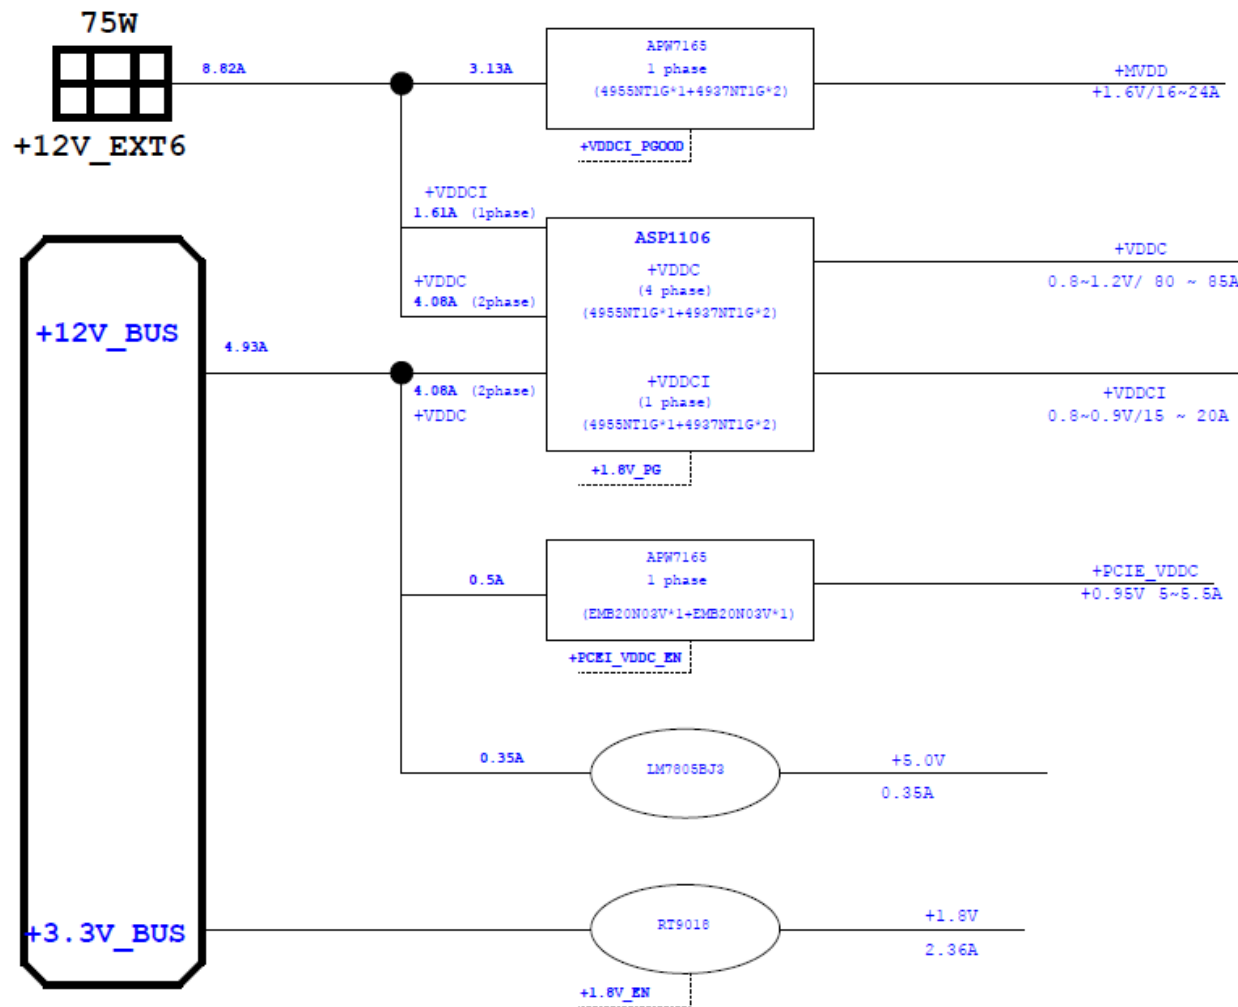 75W
8.82A
+12V_EXT6
3.13A
APW7165
1 phase
(4955NT1G*1+4937NT1G*2)
+VDDCI_PGOOD
+MVDD
+1.6V/16~24A
+VDDCI
1.61A (1phase)
+VDDC
4.08A (2phase)
ASP1106
+VDDC
(4 phase)
(4955NT1G*1+4937NT1G*2)
+VDDC
0.8~1.2V/ 80 ~ 85A
+12V_BUS
4.93A
4.08A (2phase)
+VDDC
+VDDCI
(1 phase)
(4955NT1G*1+4937NT1G*2)
+1.8V_PG
+VDDCI
0.8~0.9V/15 ~ 20A
0.5A
APW7165
1 phase
(EMB20N03V*1+EMB20N03V*1)
+PCEI_VDDC_EN
+PCIE_VDDC
+0.95V 5~5.5A
0.35A
LM7805BJ3
+5.0V
0.35A
+3.3V_BUS
RT9018
+1.8V_EN
+1.8V
2.36A